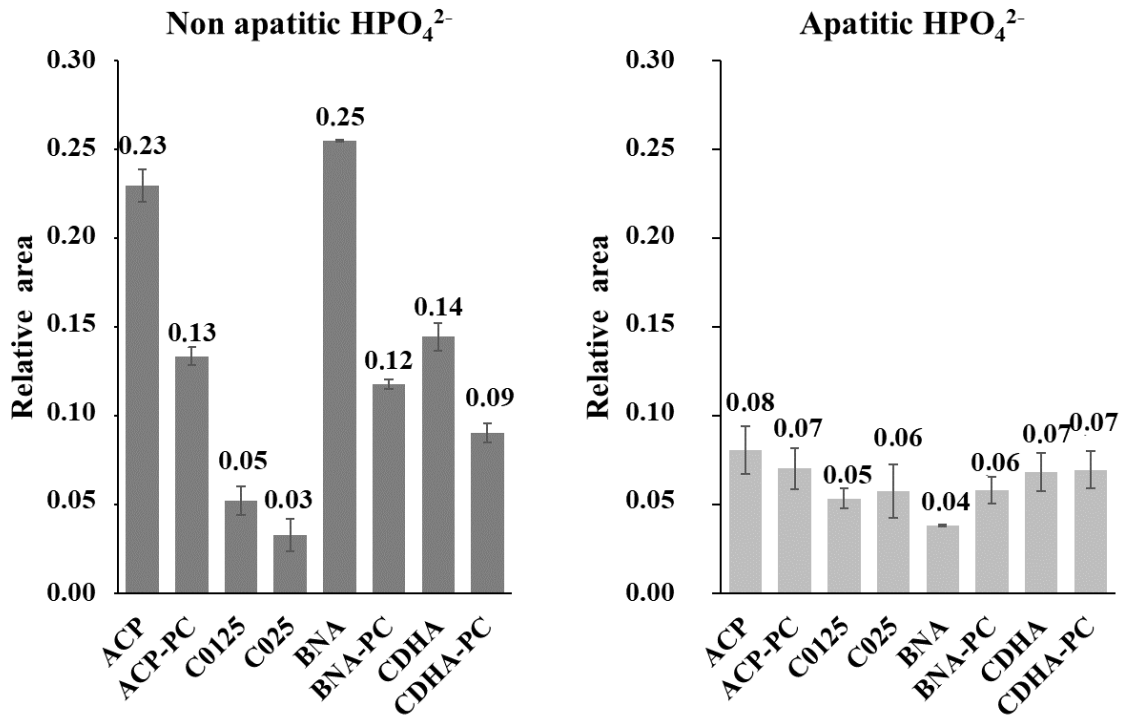 Non apatitic HPO₄²⁻
0.30
0.25
0.20
0.15
0.10
0.05
0.00
Relative area
0.23
0.13
0.05
0.03
0.25
0.12
0.14
0.09
ACP
ACP-PC
C0125
C025
BNA
BNA-PC
CDHA
CDHA-PC
Apatitic HPO₄²⁻
0.30
0.25
0.20
0.15
0.10
0.05
0.00
Relative area
0.08
0.07
0.05
0.06
0.04
0.06
0.07
0.07
ACP
ACP-PC
C0125
C025
BNA
BNA-PC
CDHA
CDHA-PC